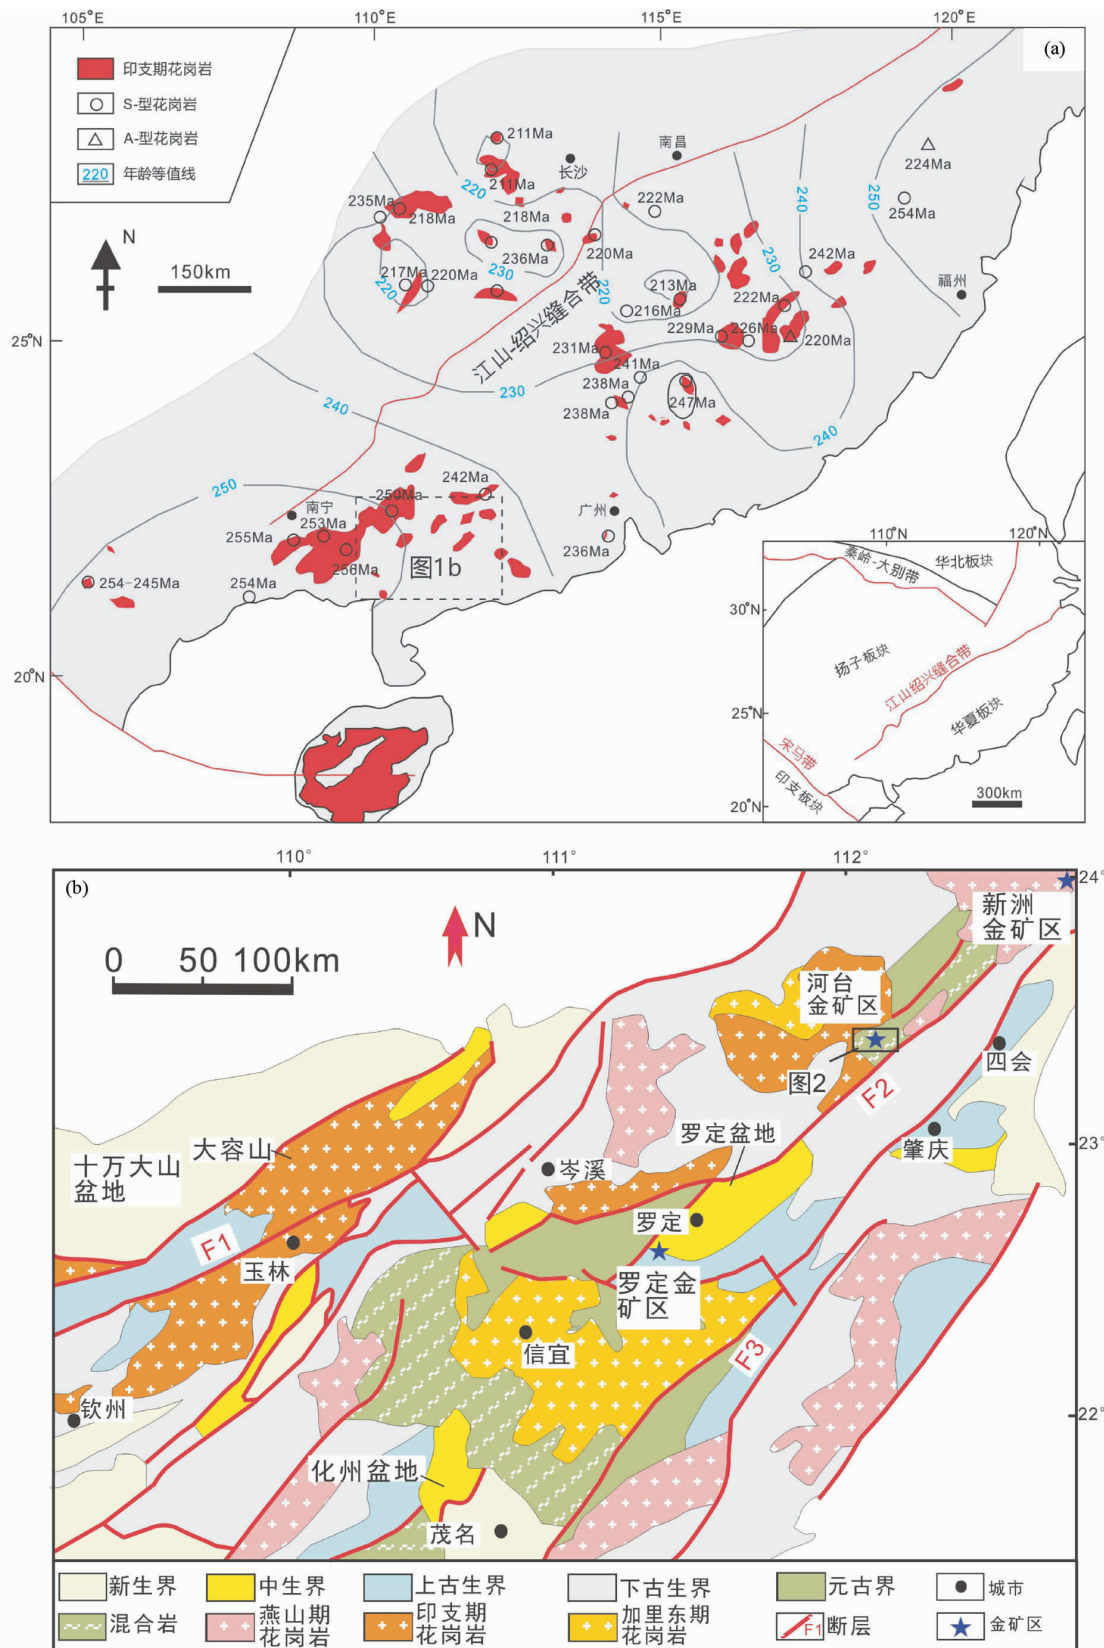 105°E
110°E
115°E
120°E
(a)
印支期花岗岩
S-型花岗岩
A-型花岗岩
220 年龄等值线
N
150km
25°N
20°N
211Ma
211Ma
长沙
南昌
224Ma
254Ma
222Ma
235Ma
218Ma
218Ma
236Ma
220Ma
217Ma
220Ma
242Ma
213Ma
216Ma
222Ma
229Ma
226Ma
220Ma
231Ma
241Ma
238Ma
238Ma
247Ma
福州
220
230
220
220
230
240
250
230
240
240
250
江山-绍兴缝合带
南宁
253Ma
255Ma
250Ma
242Ma
256Ma
254Ma
254-245Ma
图1b
广州
236Ma
110°N
120°N
秦岭-大别带
华北板块
30°N
扬子板块
江山绍兴缝合带
华夏板块
25°N
宋马带
印支板块
20°N
300km
(b)
110°
111°
112°
24°
23°
22°
0 50 100km
N
新洲
金矿区
河台
金矿区
图2
F2
四会
肇庆
罗定盆地
大容山
十万大山
盆地
岑溪
罗定
F1
玉林
罗定金
矿区
信宜
F3
钦州
化州盆地
茂名
新生界
中生界
上古生界
下古生界
元古界
城市
混合岩
燕山期
花岗岩
印支期
花岗岩
加里东期
花岗岩
F1 断层
金矿区